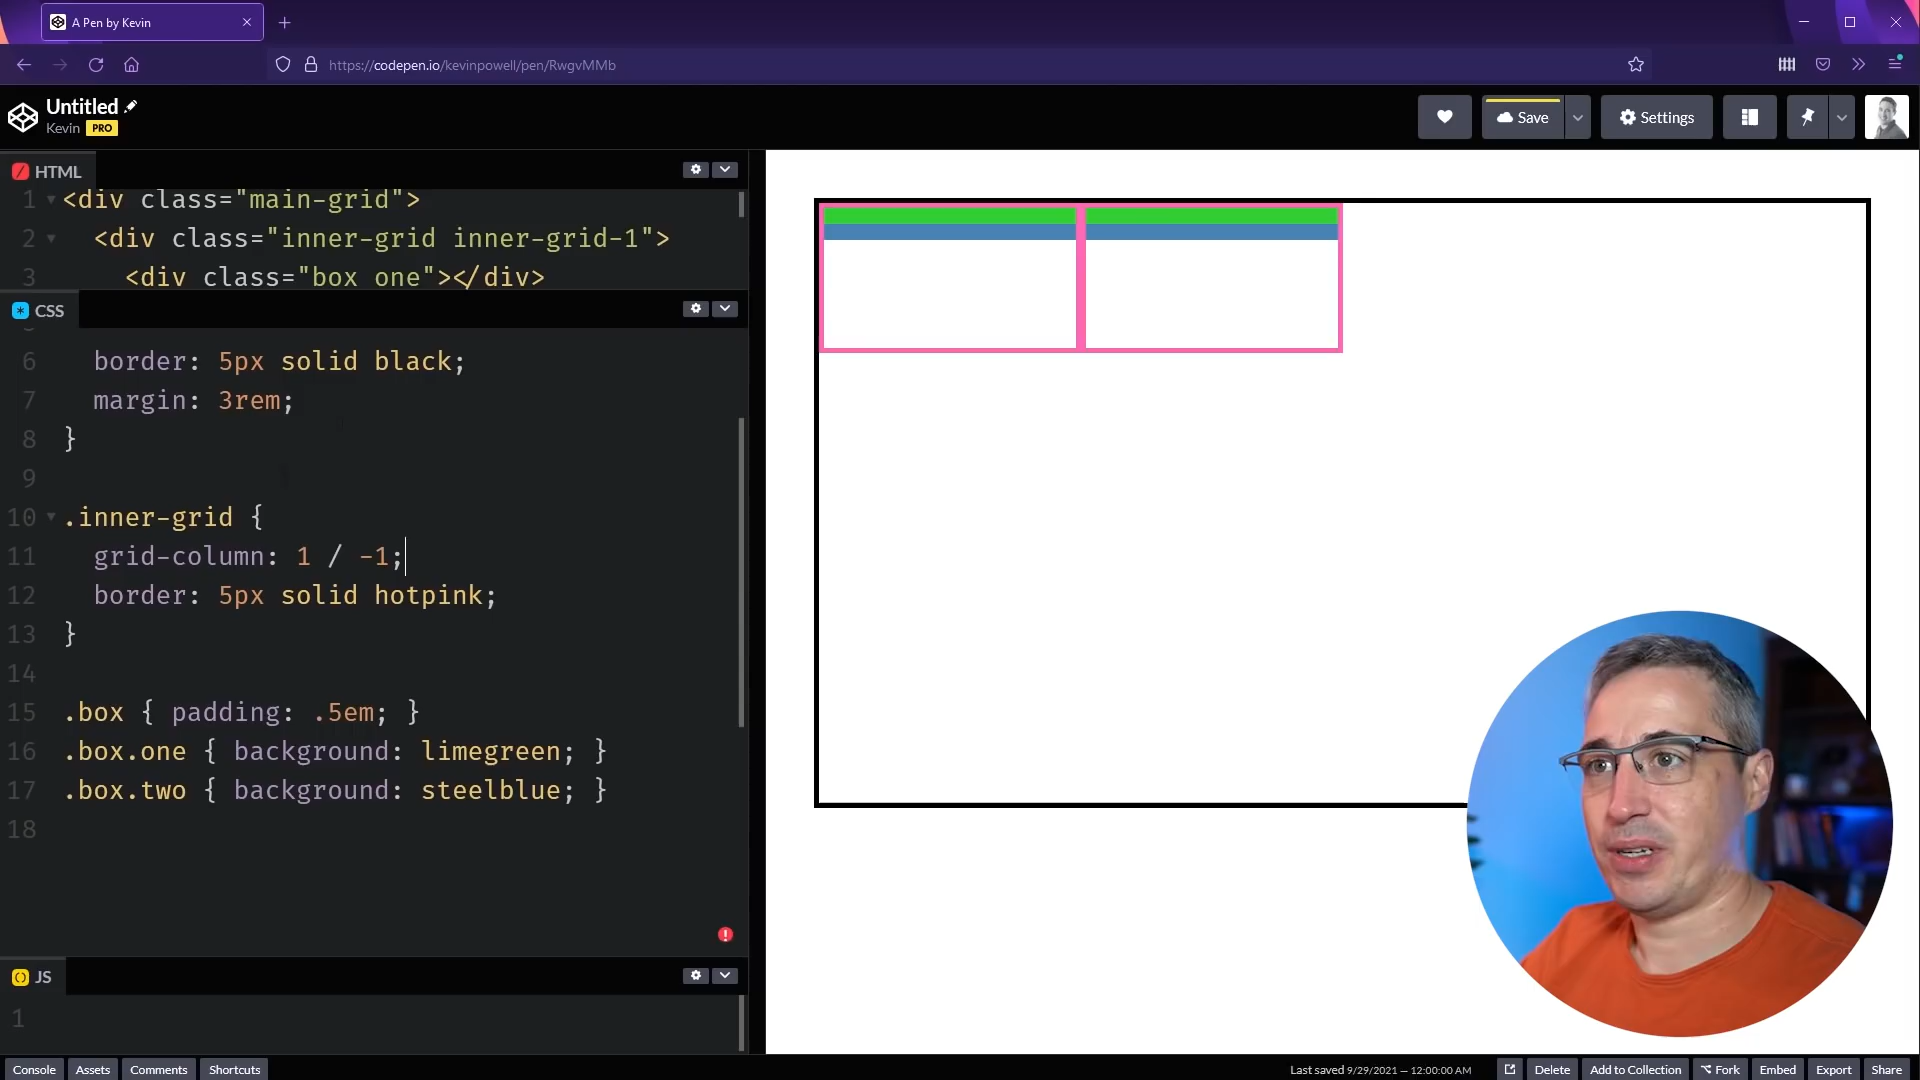 A Pen by Kevin
https://codepen.io/kevinpowell/pen/RwgvMMb
Untitled
Kevin PRO
Save
Settings
HTML
1 <div class="main-grid">
2 <div class="inner-grid inner-grid-1">
3 <div class="box one"></div>
CSS
6 border: 5px solid black;
7 margin: 3rem;
8 }
9
10 .inner-grid {
11 grid-column: 1 / -1;
12 border: 5px solid hotpink;
13 }
14
15 .box { padding: .5em; }
16 .box.one { background: limegreen; }
17 .box.two { background: steelblue; }
18
JS
1
Console Assets Comments Shortcuts
Last saved 9/29/2021 — 12:00:00 AM Delete Add to Collection Fork Embed Export Share